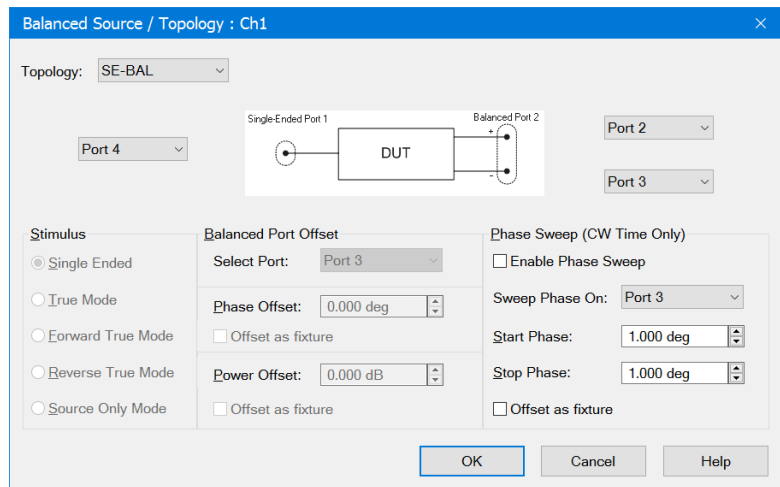 Balanced Source / Topology : Ch1
Topology: SE-BAL
Single-Ended Port 1
Balanced Port 2
Port 4
DUT
+
-
Port 2
Port 3
Stimulus
Single Ended
True Mode
Forward True Mode
Reverse True Mode
Source Only Mode
Balanced Port Offset
Select Port: Port 3
Phase Offset: 0.000 deg
Offset as fixture
Power Offset: 0.000 dB
Offset as fixture
Phase Sweep (CW Time Only)
Enable Phase Sweep
Sweep Phase On: Port 3
Start Phase: 1.000 deg
Stop Phase: 1.000 deg
Offset as fixture
OK
Cancel
Help